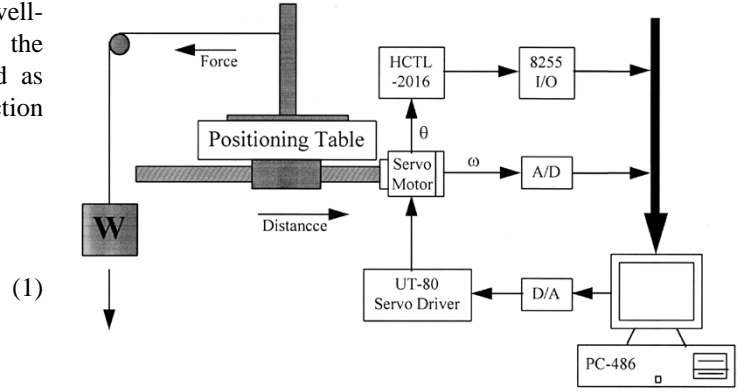 well-
the
d as
ction
(1)
Force
Positioning Table
W
Distancce
HCTL
-2016
8255
I/O
θ
Servo
Motor
ω
A/D
UT-80
Servo Driver
D/A
PC-486